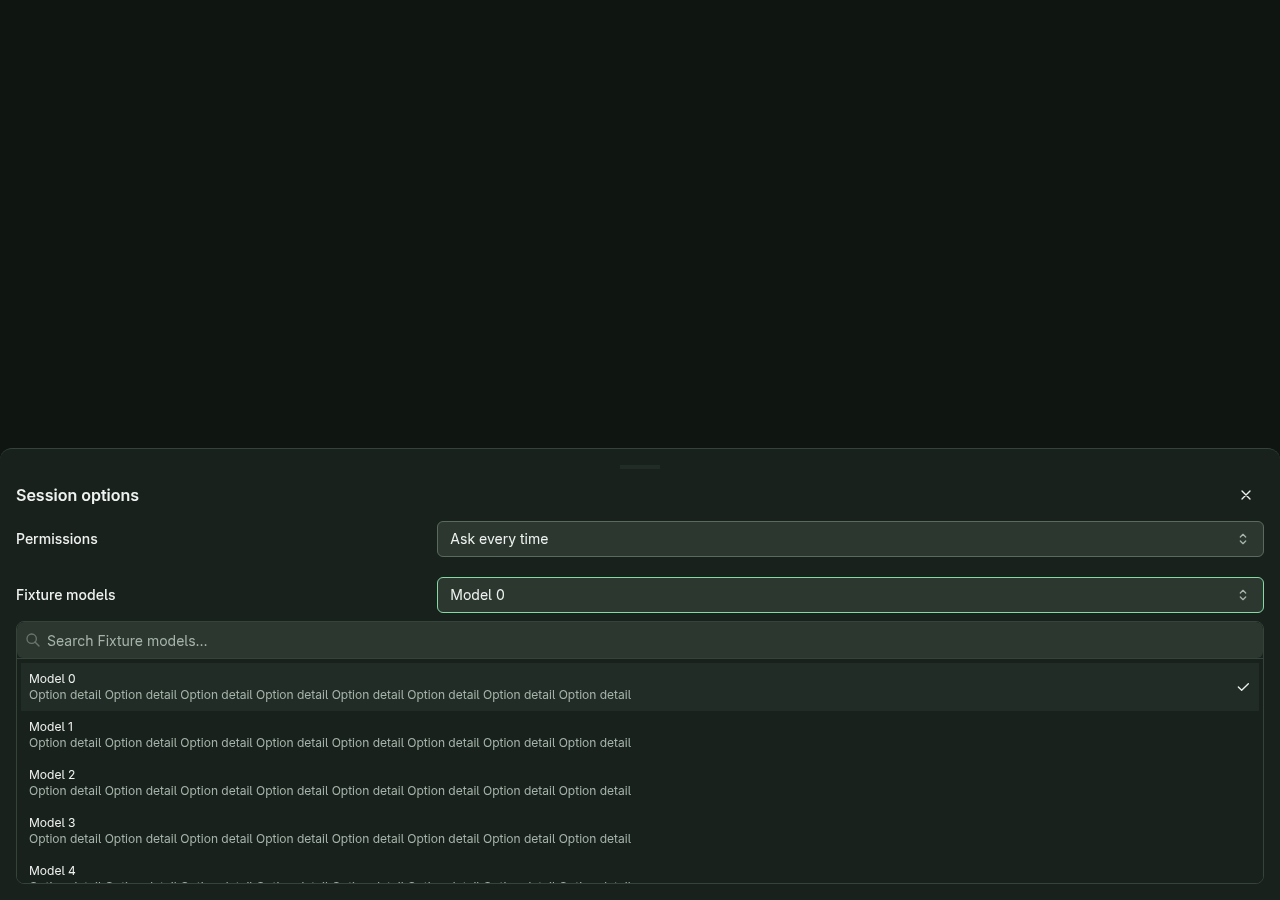 Session options
Permissions
Ask every time
Fixture models
Model 0
Search Fixture models...
Model 0
Option detail Option detail Option detail Option detail Option detail Option detail Option detail Option detail
Model 1
Option detail Option detail Option detail Option detail Option detail Option detail Option detail Option detail
Model 2
Option detail Option detail Option detail Option detail Option detail Option detail Option detail Option detail
Model 3
Option detail Option detail Option detail Option detail Option detail Option detail Option detail Option detail
Model 4